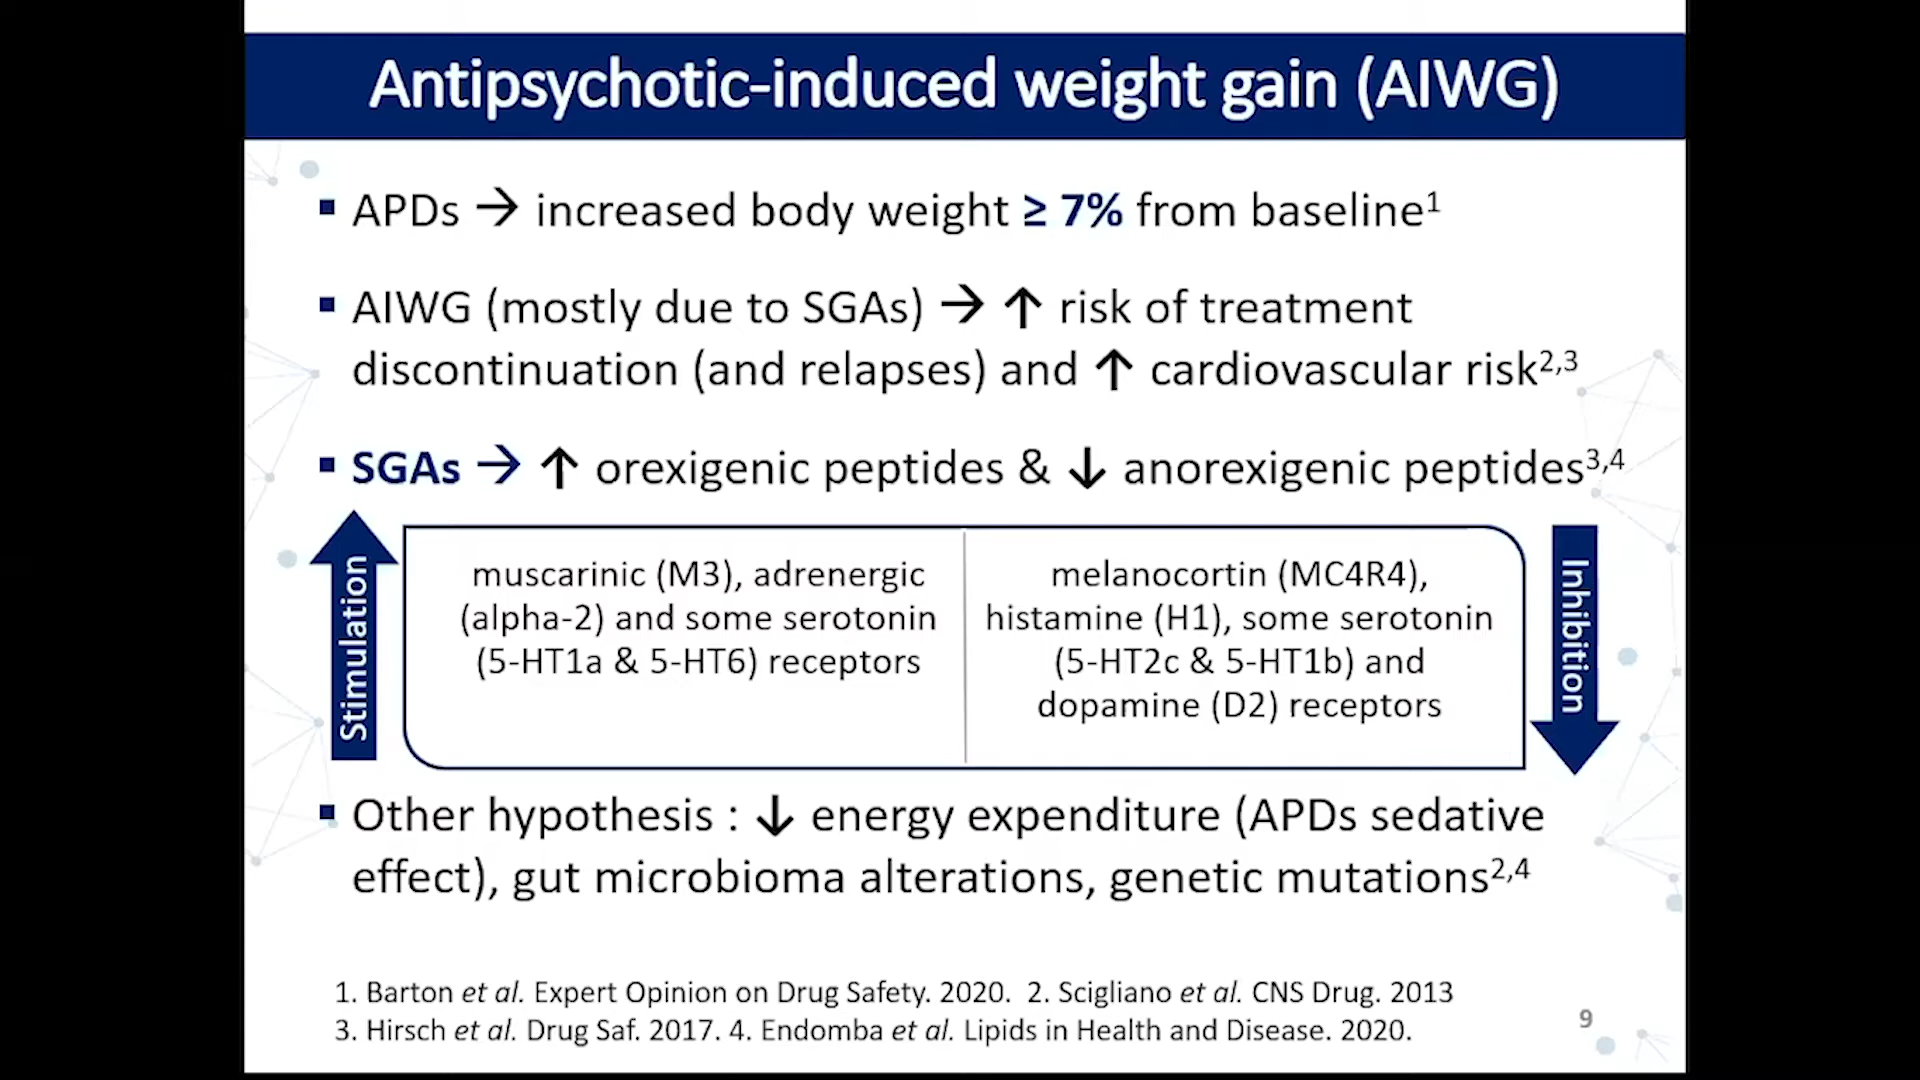 Antipsychotic-induced weight gain (AIWG)
▪ APDs → increased body weight ≥ 7% from baseline¹
▪ AIWG (mostly due to SGAs) → ↑ risk of treatment
discontinuation (and relapses) and ↑ cardiovascular risk²,³
▪ SGAs → ↑ orexigenic peptides & ↓ anorexigenic peptides³,⁴
Stimulation
muscarinic (M3), adrenergic
(alpha-2) and some serotonin
(5-HT1a & 5-HT6) receptors
melanocortin (MC4R4),
histamine (H1), some serotonin
(5-HT2c & 5-HT1b) and
dopamine (D2) receptors
Inhibition
▪ Other hypothesis : ↓ energy expenditure (APDs sedative
effect), gut microbioma alterations, genetic mutations²,⁴
1. Barton et al. Expert Opinion on Drug Safety. 2020. 2. Scigliano et al. CNS Drug. 2013
3. Hirsch et al. Drug Saf. 2017. 4. Endomba et al. Lipids in Health and Disease. 2020.
9